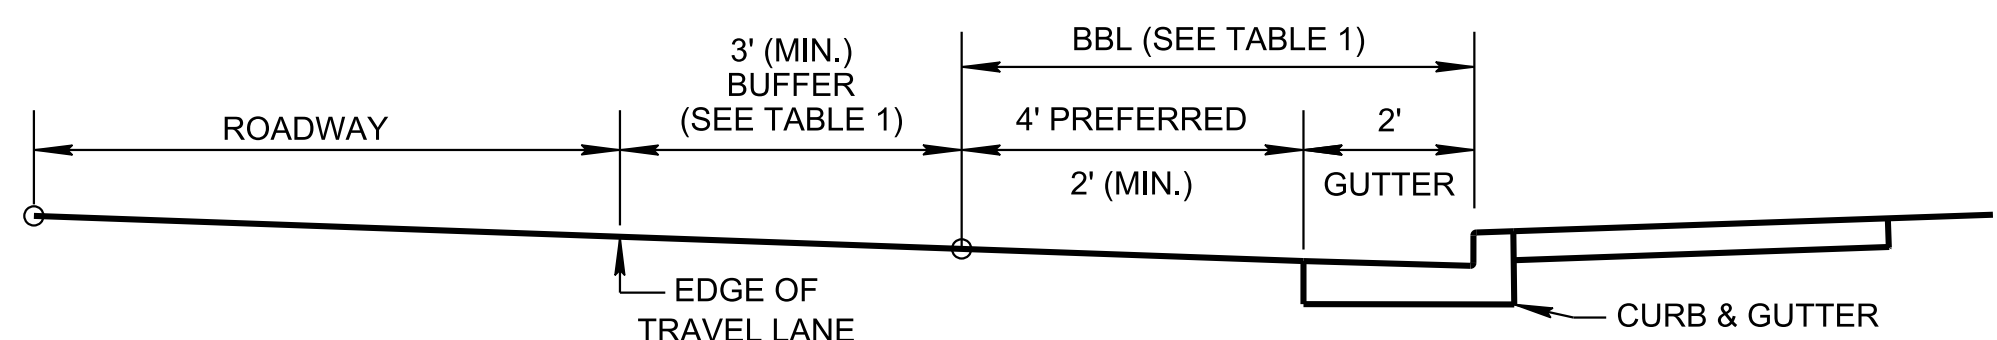 BBL (SEE TABLE 1)
3' (MIN.)
BUFFER
(SEE TABLE 1)
ROADWAY
4' PREFERRED
2'
2' (MIN.)
GUTTER
EDGE OF
TRAVEL LANE
CURB & GUTTER